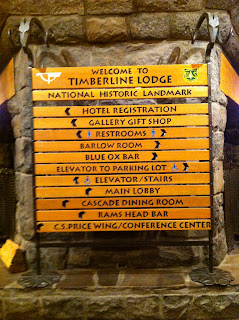 WELCOME TO
TIMBERLINE LODGE
NATIONAL HISTORIC LANDMARK
HOTEL REGISTRATION
GALLERY GIFT SHOP
RESTROOMS
BARLOW ROOM
BLUE OX BAR
ELEVATOR TO PARKING LOT
ELEVATOR/STAIRS
MAIN LOBBY
CASCADE DINING ROOM
RAMS HEAD BAR
C.S. PRICE WING/CONFERENCE CENTER